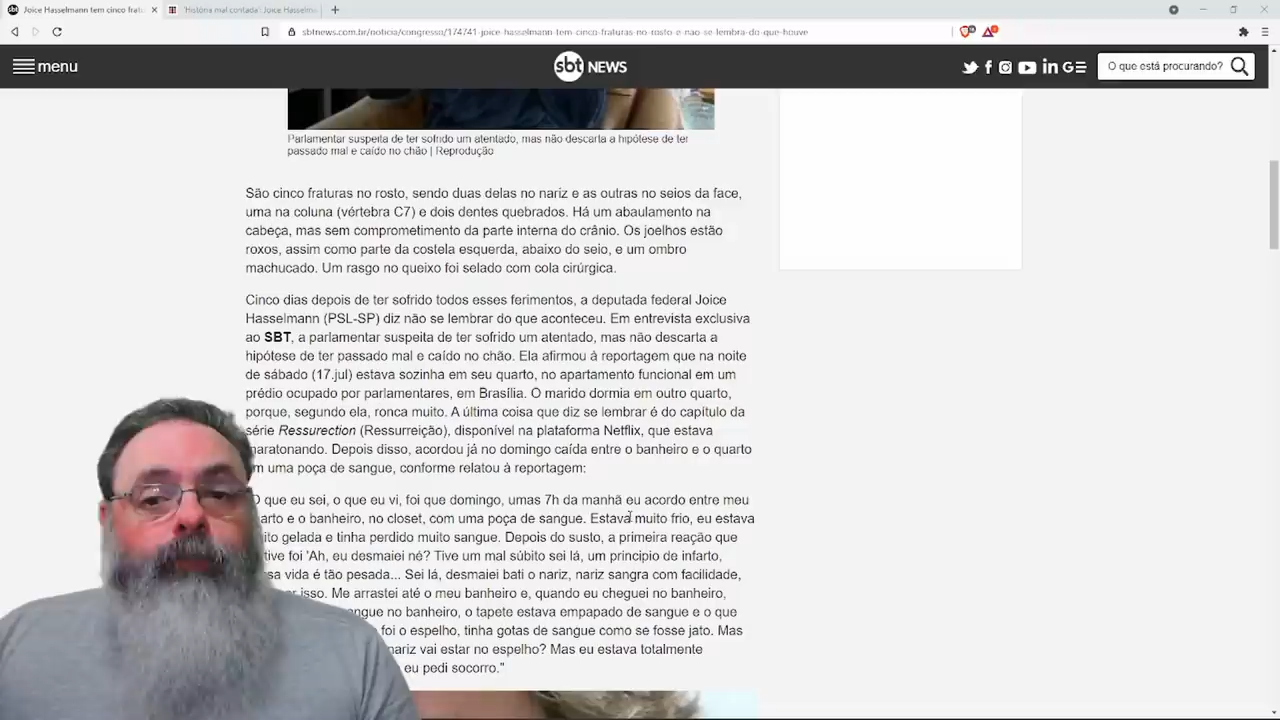 Joice Hasselmann tem cinco fratu
'História mal contada': Joice Hasselm
sbtnews.com.br/noticia/congresso/174741-joice-hasselmann-tem-cinco-fraturas-no-rosto-e-nao-se-lembra-do-que-houve
menu
sbt NEWS
O que está procurando?
Parlamentar suspeita de ter sofrido um atentado, mas não descarta a hipótese de ter
passado mal e caído no chão | Reprodução
São cinco fraturas no rosto, sendo duas delas no nariz e as outras no seios da face,
uma na coluna (vértebra C7) e dois dentes quebrados. Há um abaulamento na
cabeça, mas sem comprometimento da parte interna do crânio. Os joelhos estão
roxos, assim como parte da costela esquerda, abaixo do seio, e um ombro
machucado. Um rasgo no queixo foi selado com cola cirúrgica.
Cinco dias depois de ter sofrido todos esses ferimentos, a deputada federal Joice
Hasselmann (PSL-SP) diz não se lembrar do que aconteceu. Em entrevista exclusiva
ao SBT, a parlamentar suspeita de ter sofrido um atentado, mas não descarta a
hipótese de ter passado mal e caído no chão. Ela afirmou à reportagem que na noite
de sábado (17.jul) estava sozinha em seu quarto, no apartamento funcional em um
prédio ocupado por parlamentares, em Brasília. O marido dormia em outro quarto,
porque, segundo ela, ronca muito. A última coisa que diz se lembrar é do capítulo da
série Ressurection (Ressurreição), disponível na plataforma Netflix, que estava
maratonando. Depois disso, acordou já no domingo caída entre o banheiro e o quarto
m uma poça de sangue, conforme relatou à reportagem:
O que eu sei, o que eu vi, foi que domingo, umas 7h da manhã eu acordo entre meu
arto e o banheiro, no closet, com uma poça de sangue. Estava muito frio, eu estava
ito gelada e tinha perdido muito sangue. Depois do susto, a primeira reação que
tive foi 'Ah, eu desmaiei né? Tive um mal súbito sei lá, um principio de infarto,
sa vida é tão pesada... Sei lá, desmaiei bati o nariz, nariz sangra com facilidade,
er isso. Me arrastei até o meu banheiro e, quando eu cheguei no banheiro,
ngue no banheiro, o tapete estava empapado de sangue e o que
foi o espelho, tinha gotas de sangue como se fosse jato. Mas
nariz vai estar no espelho? Mas eu estava totalmente
eu pedi socorro."